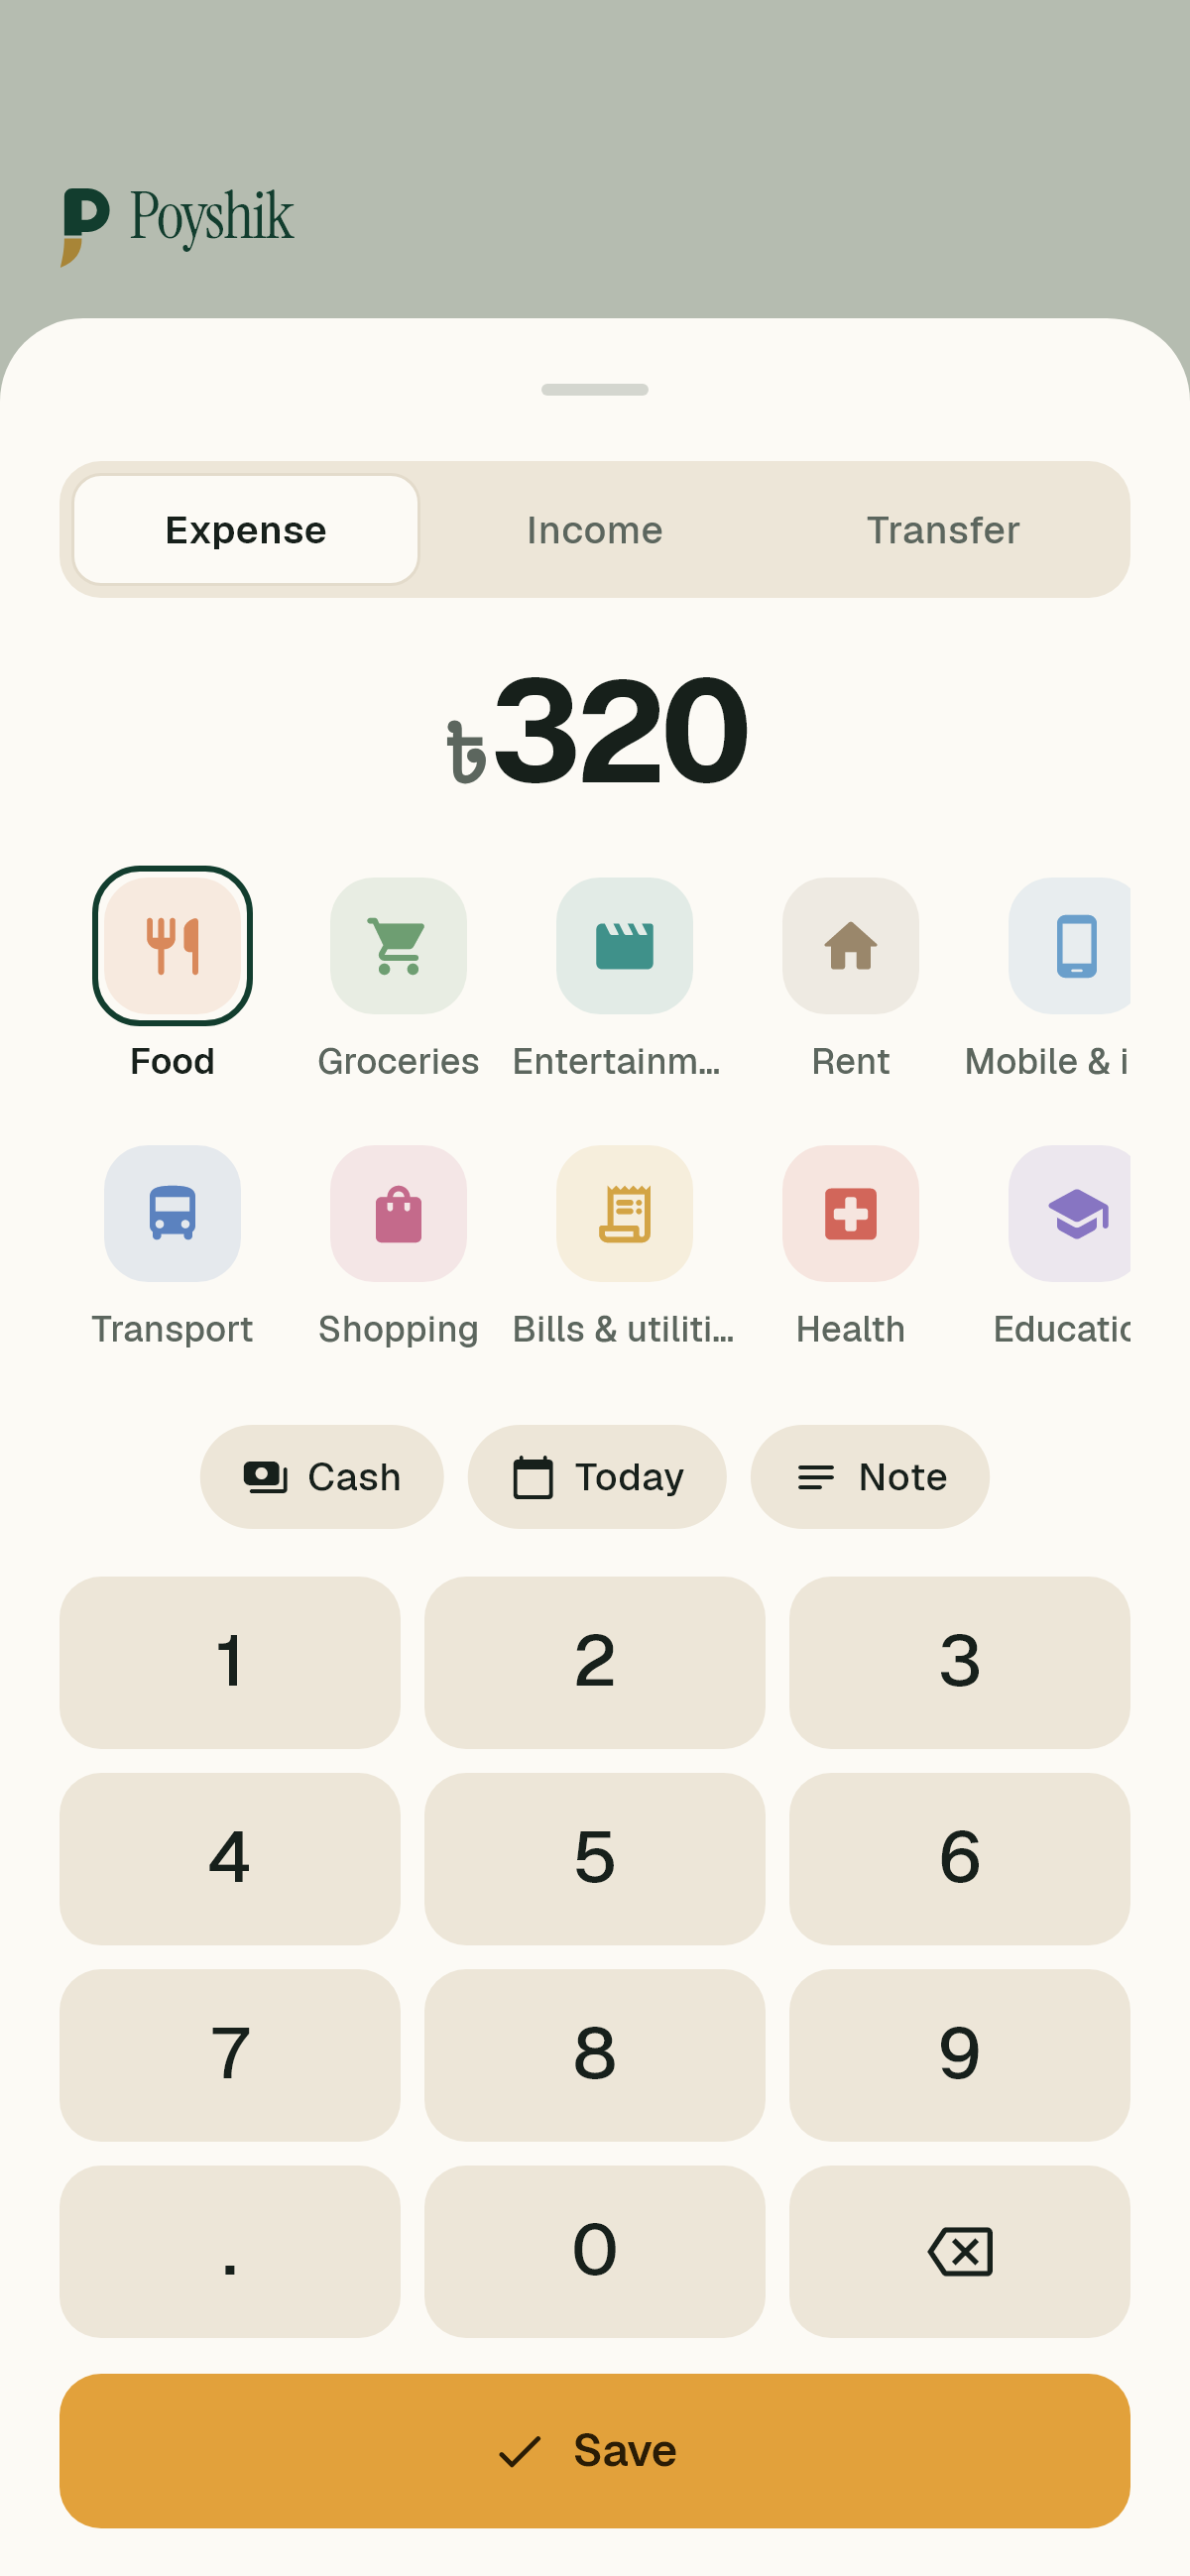 Poyshik
Expense Income Transfer
৳320
Food Groceries Entertainm... Rent Mobile & i
Transport Shopping Bills & utiliti... Health Educatio
Cash Today Note
1 2 3
4 5 6
7 8 9
. 0
Save